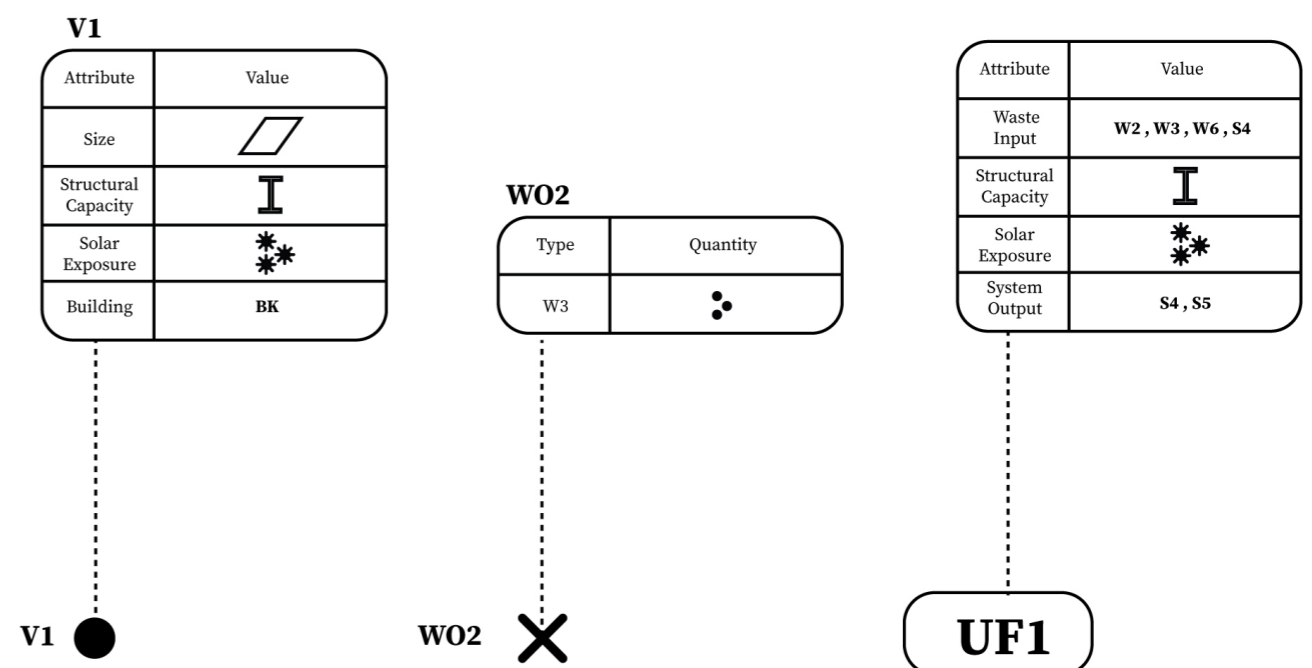 V1
Attribute Value
Size
Structural
Capacity
Solar
Exposure
Building BK
V1
WO2
Type Quantity
W3
WO2
Attribute Value
Waste
Input
W2 , W3 , W6 , S4
Structural
Capacity
Solar
Exposure
System
Output
S4 , S5
UF1